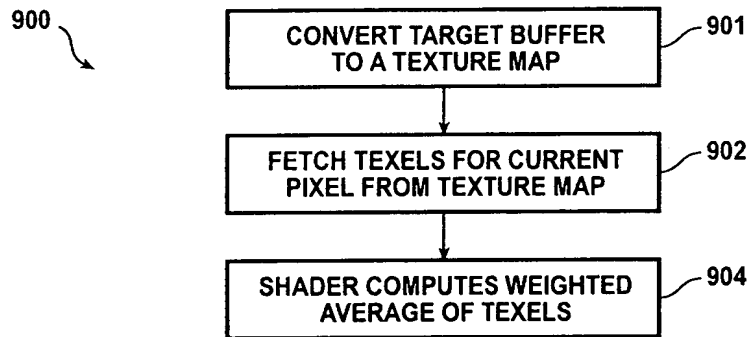 900
CONVERT TARGET BUFFER
TO A TEXTURE MAP
901
FETCH TEXELS FOR CURRENT
PIXEL FROM TEXTURE MAP
902
SHADER COMPUTES WEIGHTED
AVERAGE OF TEXELS
904